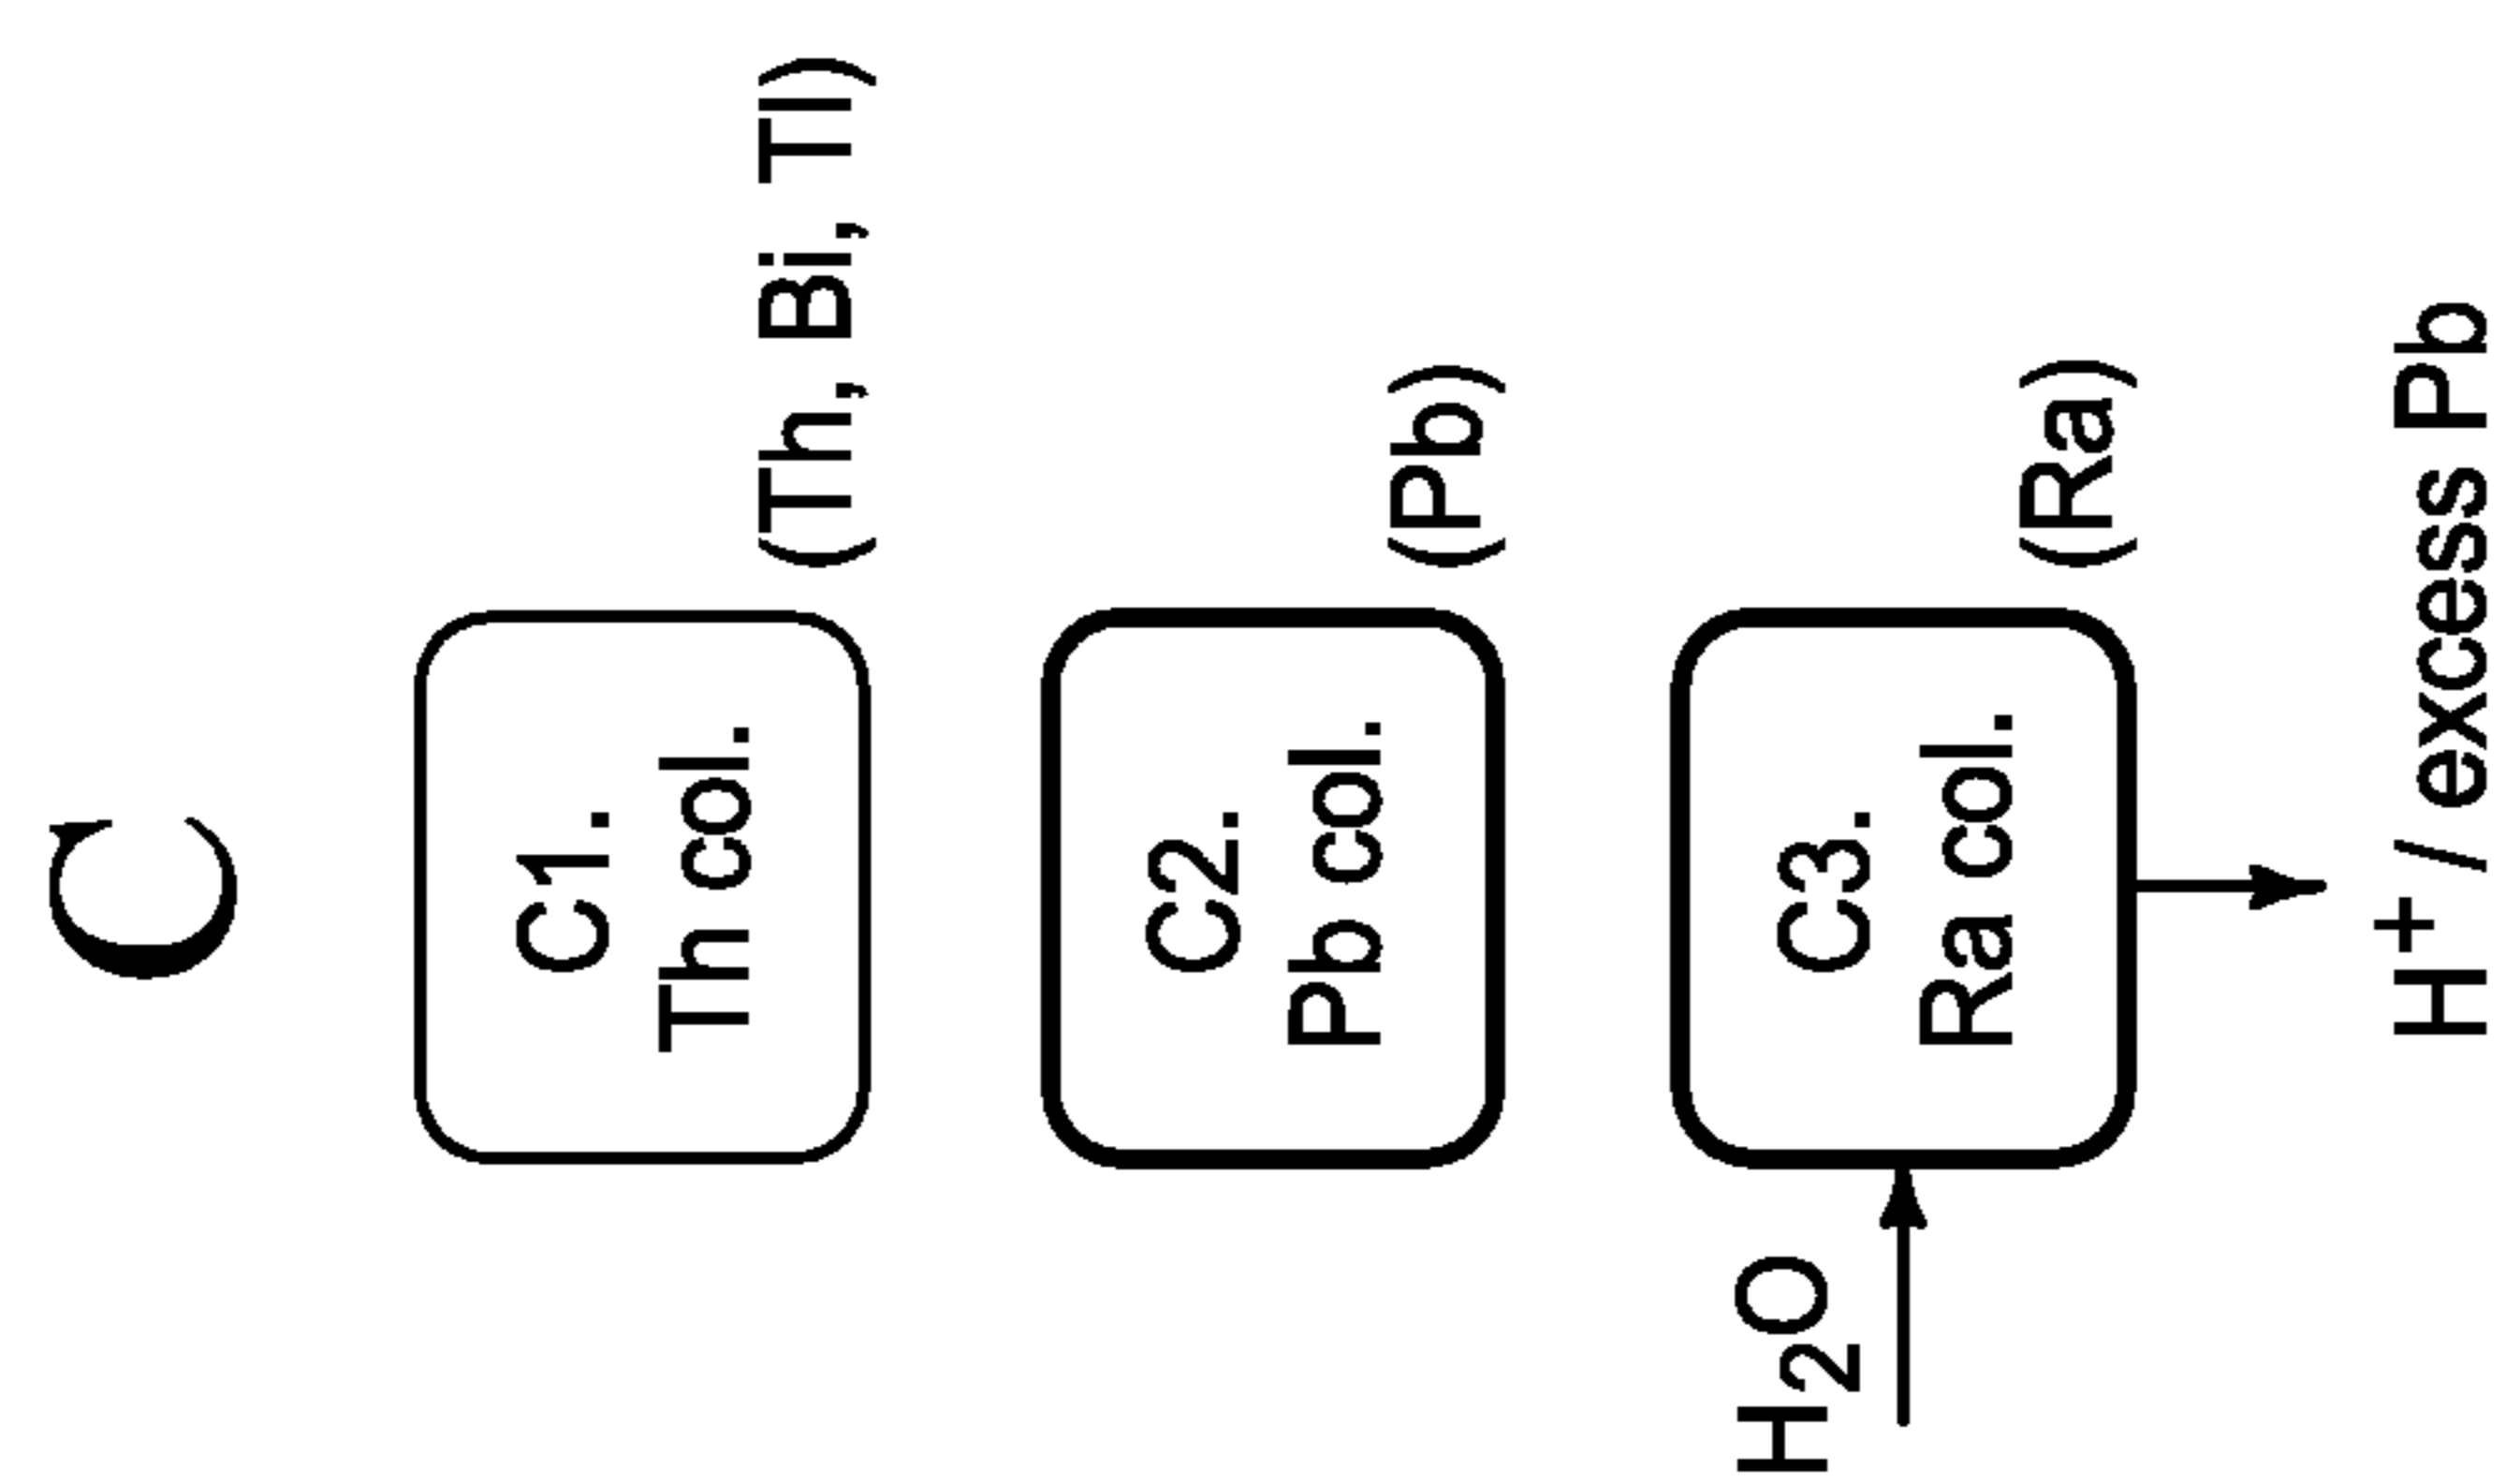 C
C1.
Th col.
(Th, Bi, Tl)
C2.
Pb col.
(Pb)
C3.
Ra col.
(Ra)
H₂O
H+ / excess Pb